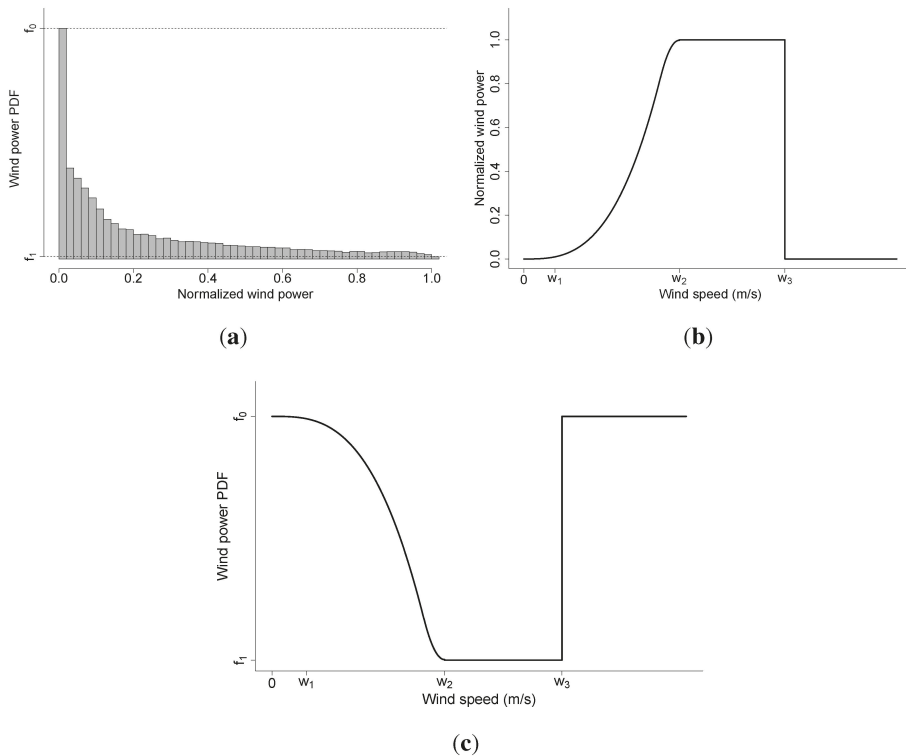 Wind power PDF
f₀
f₁
0.0 0.2 0.4 0.6 0.8 1.0
Normalized wind power
(a)
Normalized wind power
1.0
0.8
0.6
0.4
0.2
0.0
0 w₁ w₂ w₃
Wind speed (m/s)
(b)
Wind power PDF
f₀
f₁
0 w₁ w₂ w₃
Wind speed (m/s)
(c)